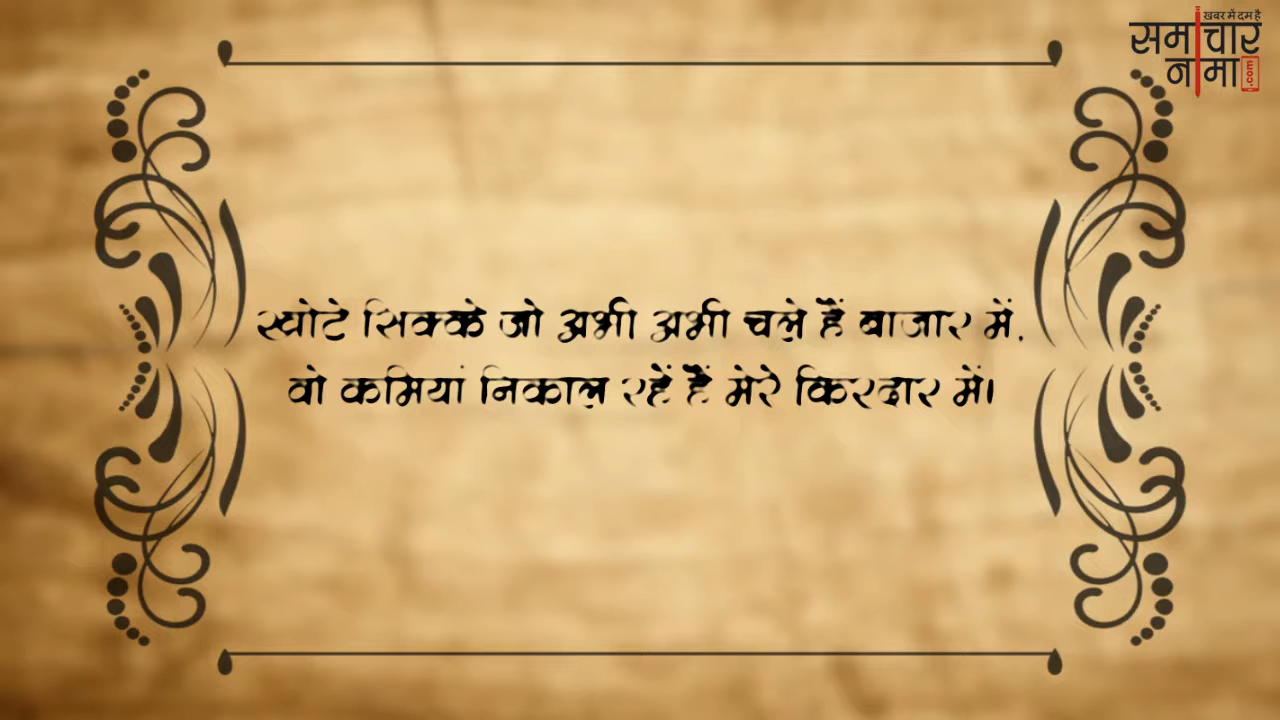 खबर में दम है
समाचार
नामा
.com
खोटे सिक्के जो अभी अभी चले हैं बाजार में,
वो कमियां निकाल रहें हैं मेरे किरदार में।